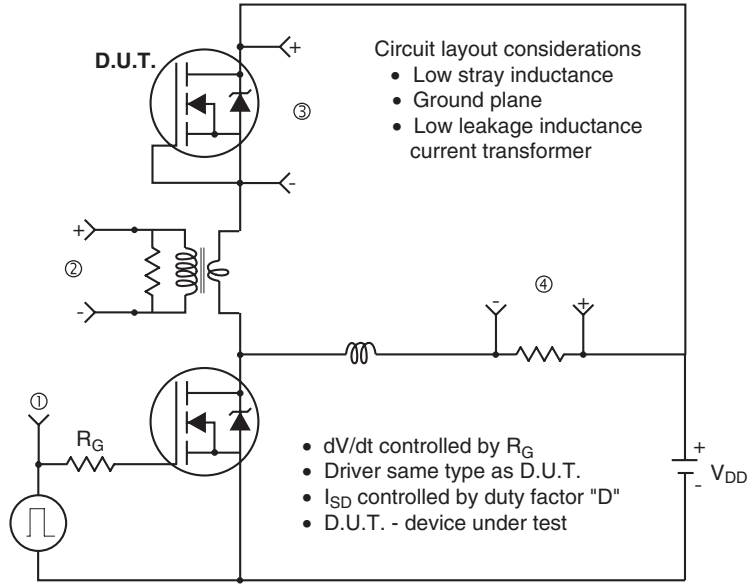 D.U.T.
+
③
-
Circuit layout considerations
• Low stray inductance
• Ground plane
• Low leakage inductance
current transformer
+
②
-
-
④
+
①
R_G
• dV/dt controlled by R_G
• Driver same type as D.U.T.
• I_SD controlled by duty factor "D"
• D.U.T. - device under test
+
V_DD
-